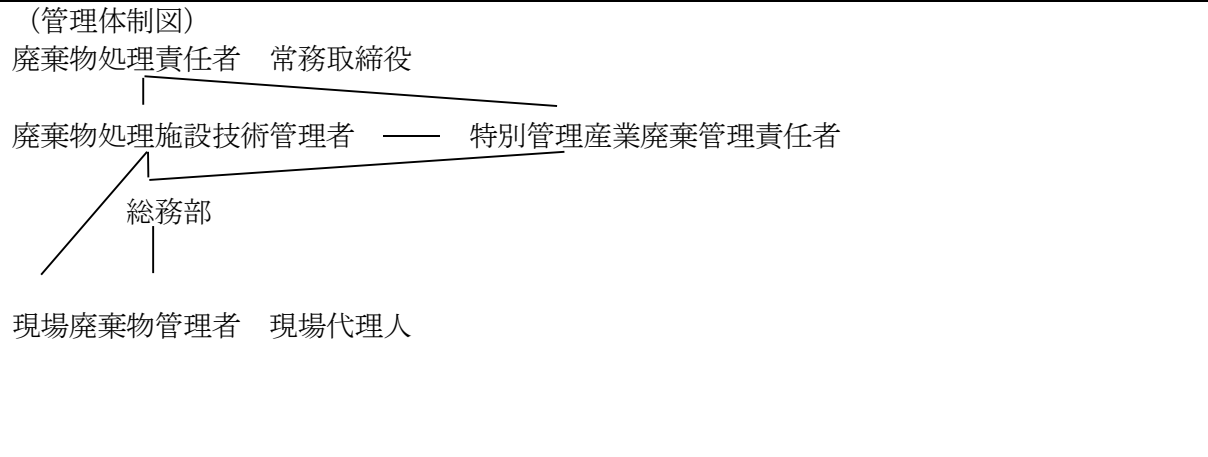 （管理体制図）
廃棄物処理責任者　常務取締役
廃棄物処理施設技術管理者　特別管理産業廃棄管理責任者
総務部
現場廃棄物管理者　現場代理人